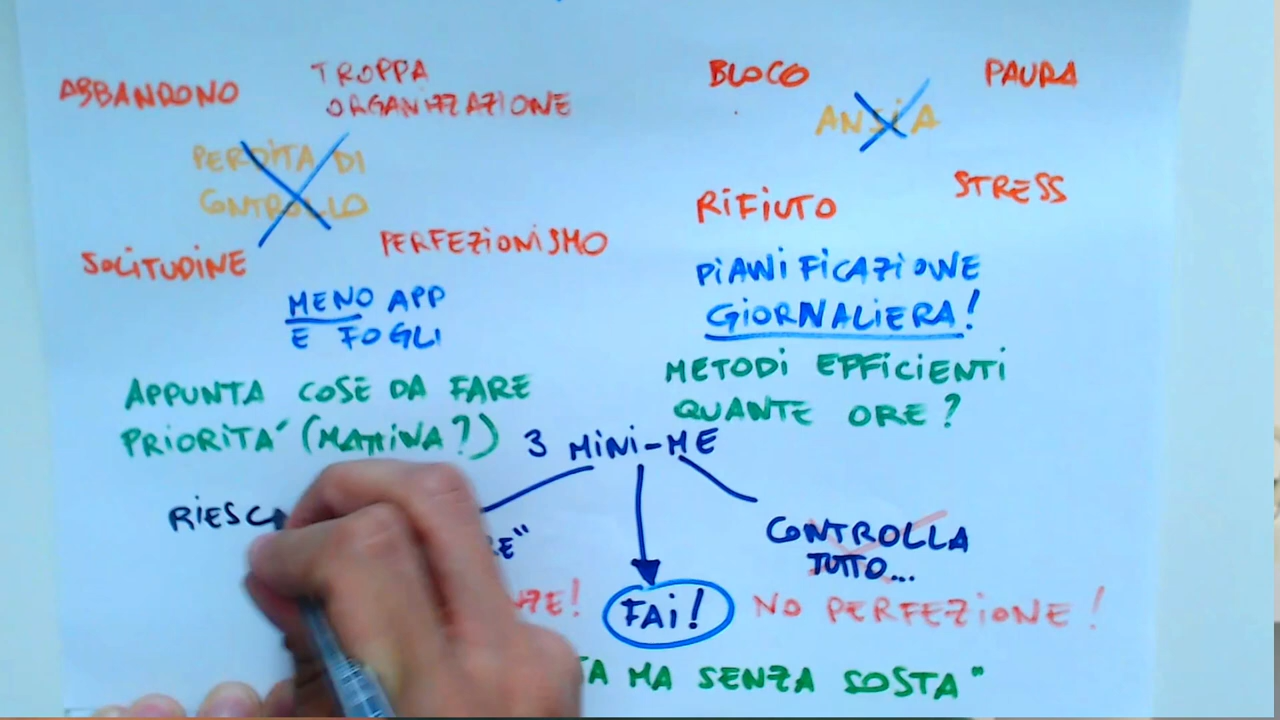 ABBANDONO
TROPPA
ORGANIZZAZIONE
PERDITA DI
CONTROLLO
SOLITUDINE
PERFEZIONISMO
MENO APP
E FOGLI
APPUNTA COSE DA FARE
PRIORITA' (MATTINA?)
BLOCO
PAURA
ANSIA
RIFIUTO
STRESS
PIANIFICAZIONE
GIORNALIERA!
METODI EFFICIENTI
QUANTE ORE?
3 MINI-ME
CONTROLLA
TUTTO...
FAI!
NO PERFEZIONE!
MA SENZA SOSTA"